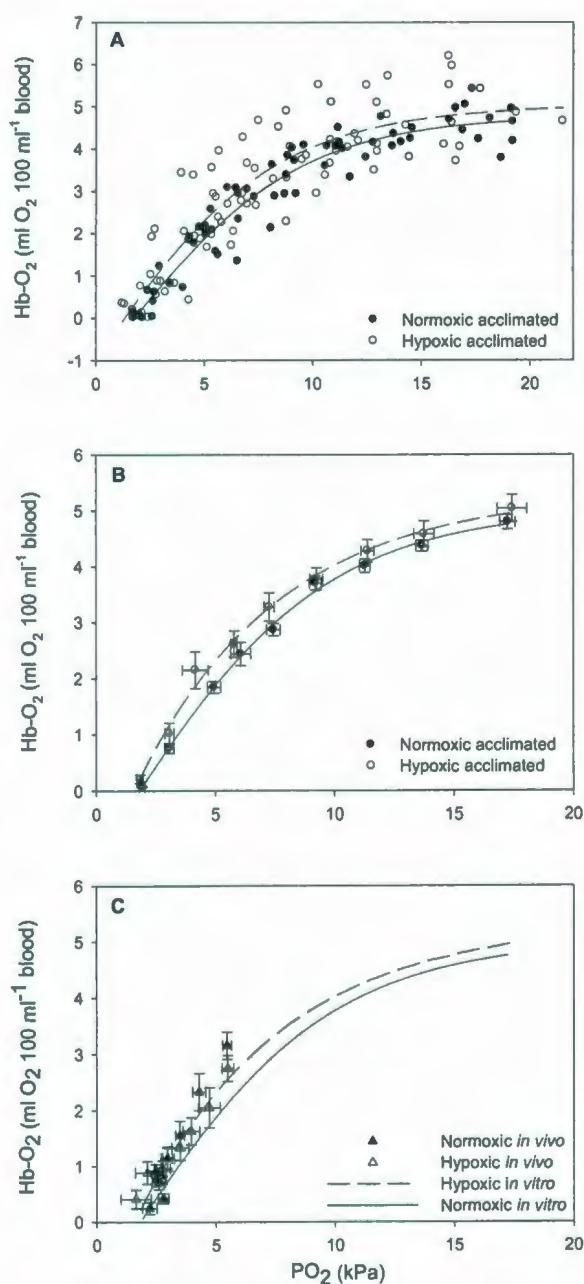 A
7
6
5
4
3
2
1
0
-1
Hb-O₂ (ml O₂ 100 ml⁻¹ blood)
Normoxic acclimated
Hypoxic acclimated
0 5 10 15 20
B
6
5
4
3
2
1
0
Hb-O₂ (ml O₂ 100 ml⁻¹ blood)
Normoxic acclimated
Hypoxic acclimated
0 5 10 15 20
C
6
5
4
3
2
1
0
Hb-O₂ (ml O₂ 100 ml⁻¹ blood)
Normoxic in vivo
Hypoxic in vivo
Hypoxic in vitro
Normoxic in vitro
0 5 10 15 20
PO₂ (kPa)